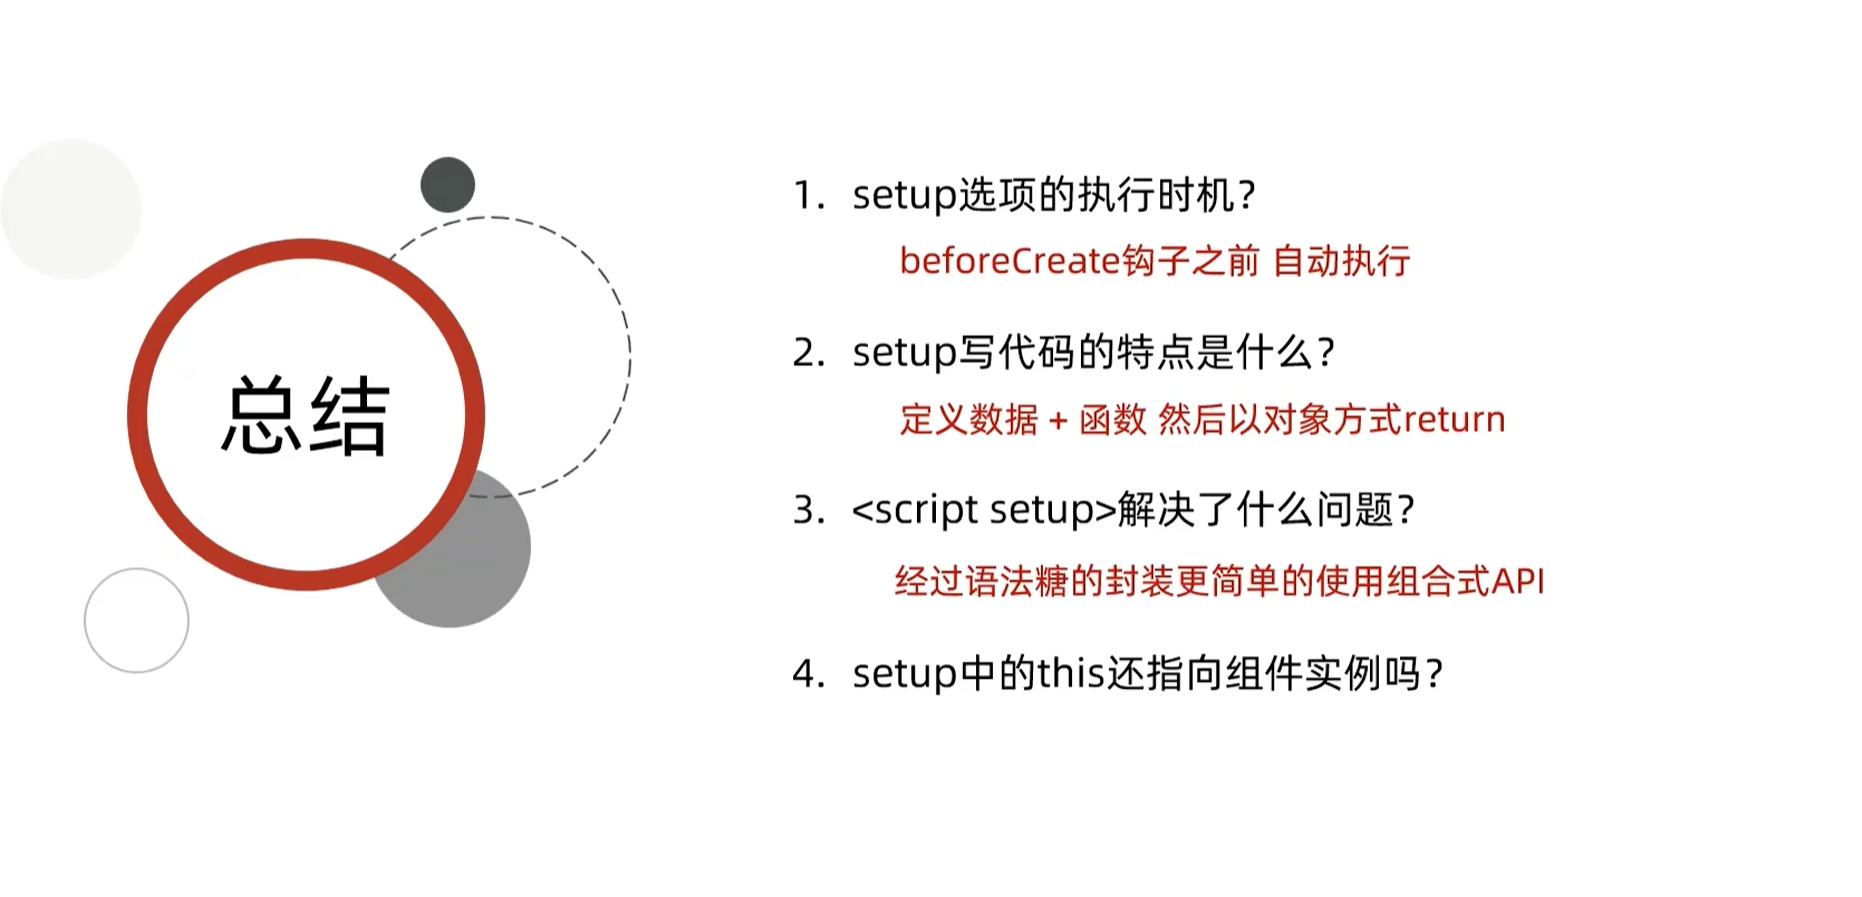 总结
1. setup选项的执行时机？
beforeCreate钩子之前 自动执行
2. setup写代码的特点是什么？
定义数据 + 函数 然后以对象方式return
3. <script setup>解决了什么问题？
经过语法糖的封装更简单的使用组合式API
4. setup中的this还指向组件实例吗？